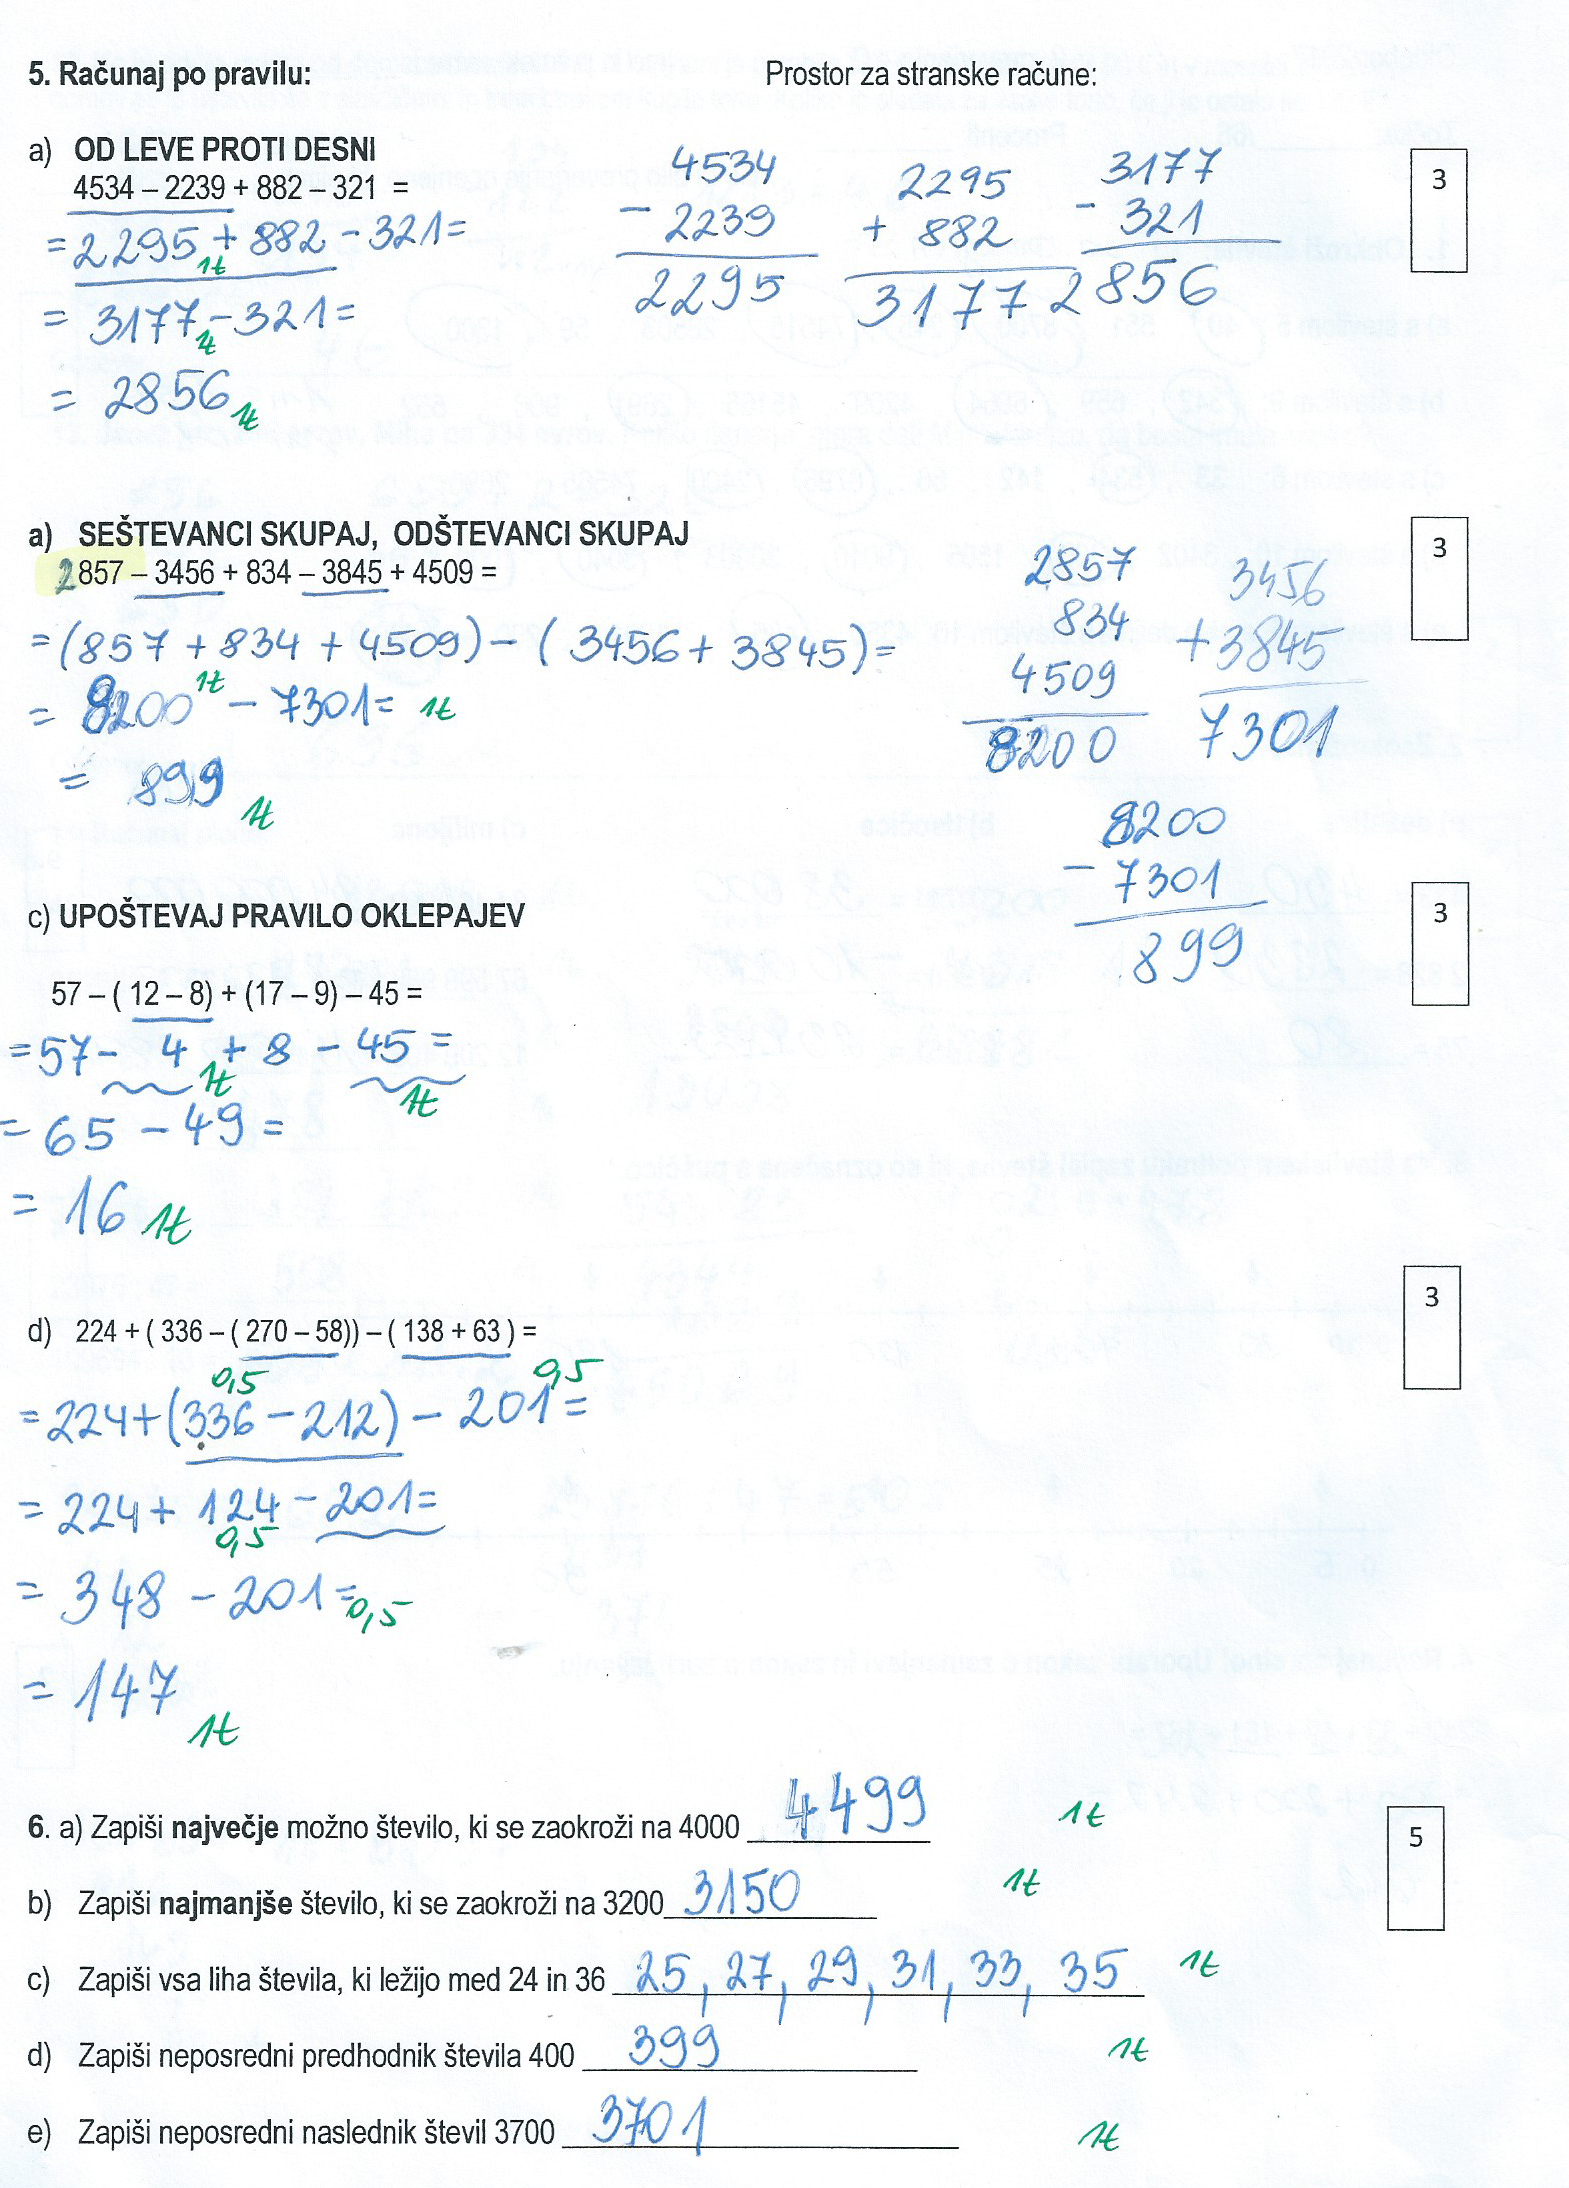 5. Računaj po pravilu:
Prostor za stranske račune:
a) OD LEVE PROTI DESNI
4534 – 2239 + 882 – 321 =
= 2295 + 882 - 321 =
1t
= 3177 - 321 =
1t
= 2856 1t
4534
- 2239
2295
2295
+ 882
3177
3177
- 321
2856
3
a) SEŠTEVANCI SKUPAJ, ODŠTEVANCI SKUPAJ
2857 – 3456 + 834 – 3845 + 4509 =
= (857 + 834 + 4509) - (3456 + 3845) =
1t
= 8200 - 7301 = 1t
= 899 1t
2857
834
4509
8200
3456
+ 3845
7301
8200
- 7301
899
3
c) UPOŠTEVAJ PRAVILO OKLEPAJEV
57 – ( 12 – 8) + (17 – 9) – 45 =
= 57 - 4 + 8 - 45 =
1t 1t
= 65 - 49 =
= 16 1t
3
d) 224 + ( 336 – ( 270 – 58)) – ( 138 + 63 ) =
0,5 0,5
= 224 + (336 - 212) - 201 =
= 224 + 124 - 201 =
0,5
= 348 - 201 = 0,5
= 147 1t
3
6. a) Zapiši največje možno število, ki se zaokroži na 4000 4499 1t
b) Zapiši najmanjše število, ki se zaokroži na 3200 3150 1t
c) Zapiši vsa liha števila, ki ležijo med 24 in 36 25, 27, 29, 31, 33, 35 1t
d) Zapiši neposredni predhodnik števila 400 399 1t
e) Zapiši neposredni naslednik števil 3700 3701 1t
5